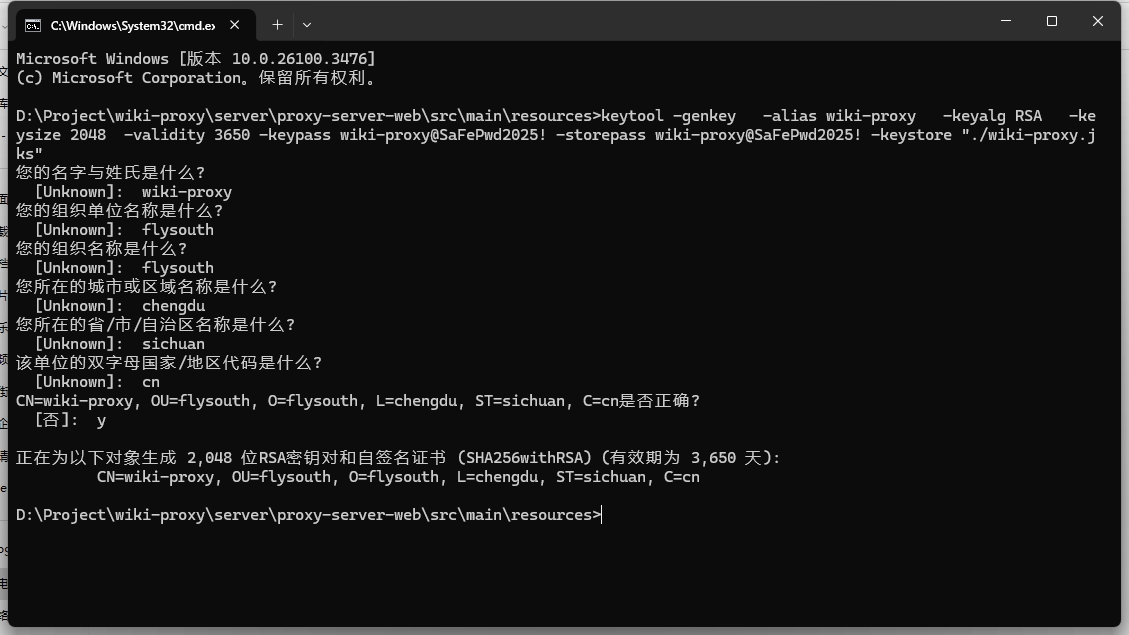 C:\Windows\System32\cmd.ex
Microsoft Windows [版本 10.0.26100.3476]
(c) Microsoft Corporation。保留所有权利。
D:\Project\wiki-proxy\server\proxy-server-web\src\main\resources>keytool -genkey   -alias wiki-proxy   -keyalg RSA   -ke
ysize 2048  -validity 3650 -keypass wiki-proxy@SaFePwd2025! -storepass wiki-proxy@SaFePwd2025! -keystore "./wiki-proxy.j
ks"
您的名字与姓氏是什么?
  [Unknown]:  wiki-proxy
您的组织单位名称是什么?
  [Unknown]:  flysouth
您的组织名称是什么?
  [Unknown]:  flysouth
您所在的城市或区域名称是什么?
  [Unknown]:  chengdu
您所在的省/市/自治区名称是什么?
  [Unknown]:  sichuan
该单位的双字母国家/地区代码是什么?
  [Unknown]:  cn
CN=wiki-proxy, OU=flysouth, O=flysouth, L=chengdu, ST=sichuan, C=cn是否正确?
  [否]:  y
正在为以下对象生成 2,048 位RSA密钥对和自签名证书 (SHA256withRSA) (有效期为 3,650 天):
         CN=wiki-proxy, OU=flysouth, O=flysouth, L=chengdu, ST=sichuan, C=cn
D:\Project\wiki-proxy\server\proxy-server-web\src\main\resources>